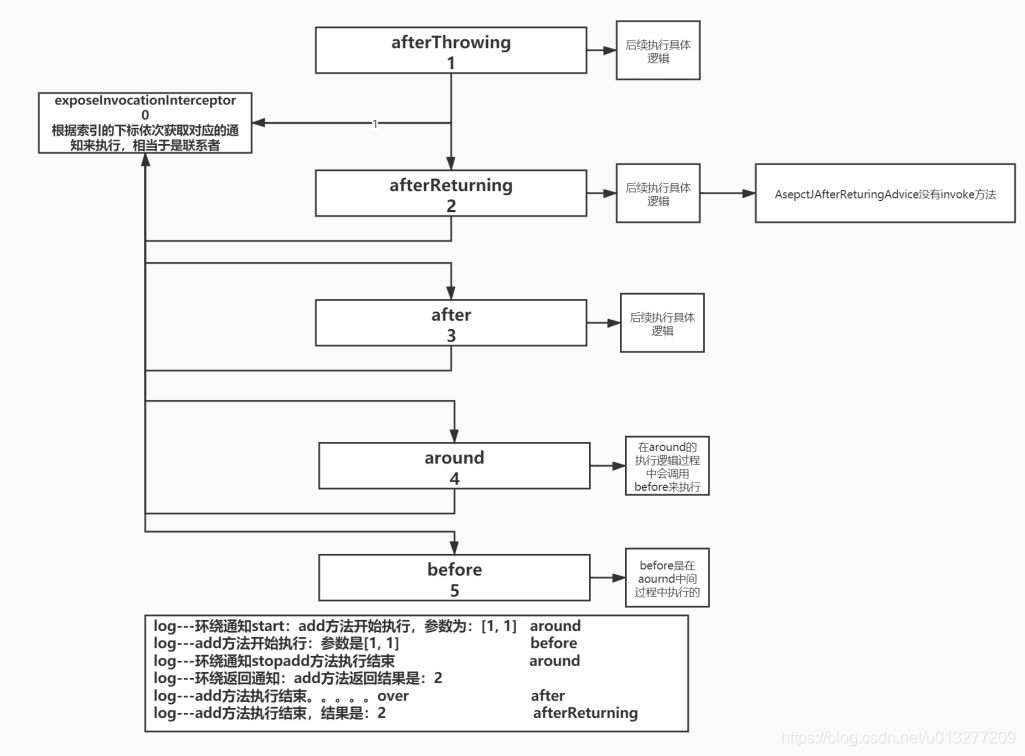 afterThrowing
1
后续执行具体
逻辑
exposeInvocationInterceptor
0
根据索引的下标依次获取对应的通
知来执行，相当于是联系者
1
afterReturning
2
后续执行具体
逻辑
AsepctJAfterReturingAdvice没有invoke方法
after
3
后续执行具体
逻辑
around
4
在around的
执行逻辑过程
中会调用
before来执行
before
5
before是在
aournd中间
过程中执行的
log---环绕通知start：add方法开始执行，参数为：[1, 1] around
log---add方法开始执行：参数是[1, 1] before
log---环绕通知stopadd方法执行结束 around
log---环绕返回通知：add方法返回结果是：2
log---add方法执行结束。。。。。over after
log---add方法执行结束，结果是：2 afterReturning
https://blog.csdn.net/u013277209